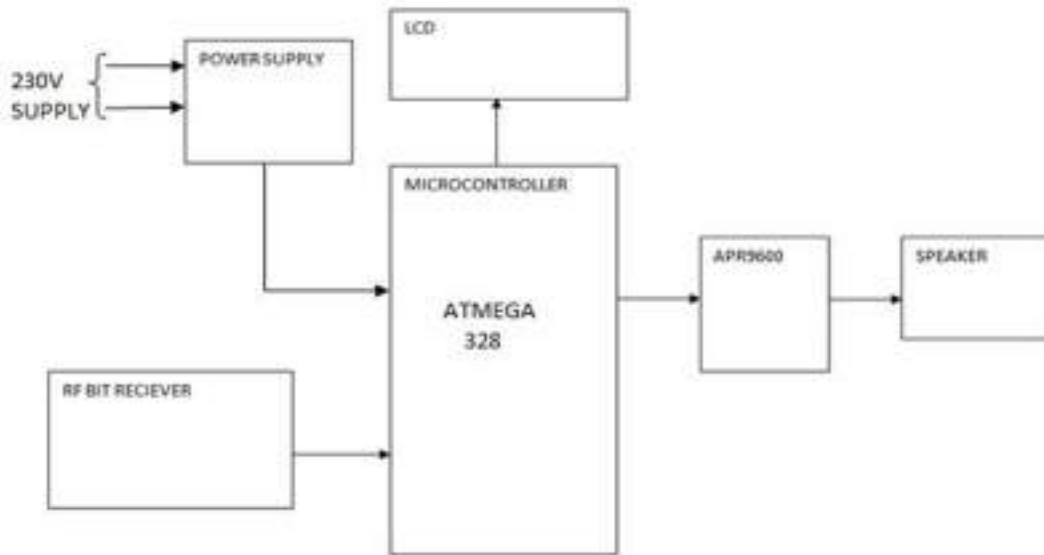 LCD
POWER SUPPLY
230V
SUPPLY
MICROCONTROLLER
ATMEGA
328
APR9600
SPEAKER
RF BIT RECIEVER